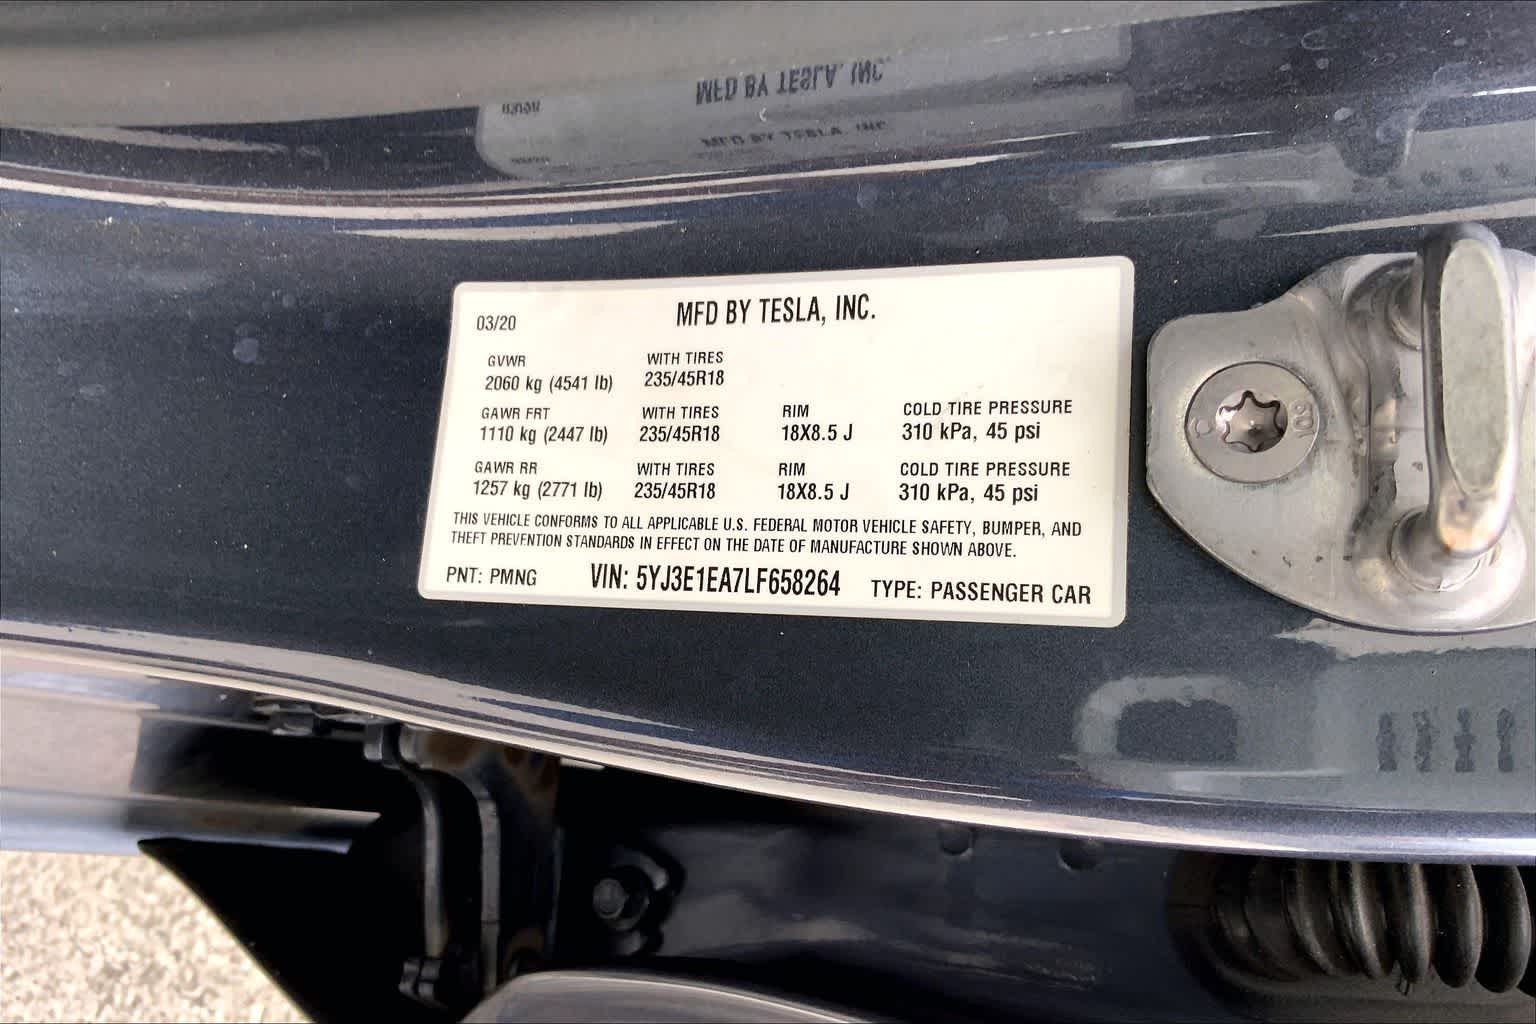 MFD BY TESLA, INC.
03/20
GVWR WITH TIRES
2060 kg (4541 lb) 235/45R18
GAWR FRT WITH TIRES RIM COLD TIRE PRESSURE
1110 kg (2447 lb) 235/45R18 18X8.5 J 310 kPa, 45 psi
GAWR RR WITH TIRES RIM COLD TIRE PRESSURE
1257 kg (2771 lb) 235/45R18 18X8.5 J 310 kPa, 45 psi
THIS VEHICLE CONFORMS TO ALL APPLICABLE U.S. FEDERAL MOTOR VEHICLE SAFETY, BUMPER, AND
THEFT PREVENTION STANDARDS IN EFFECT ON THE DATE OF MANUFACTURE SHOWN ABOVE.
PNT: PMNG VIN: 5YJ3E1EA7LF658264 TYPE: PASSENGER CAR